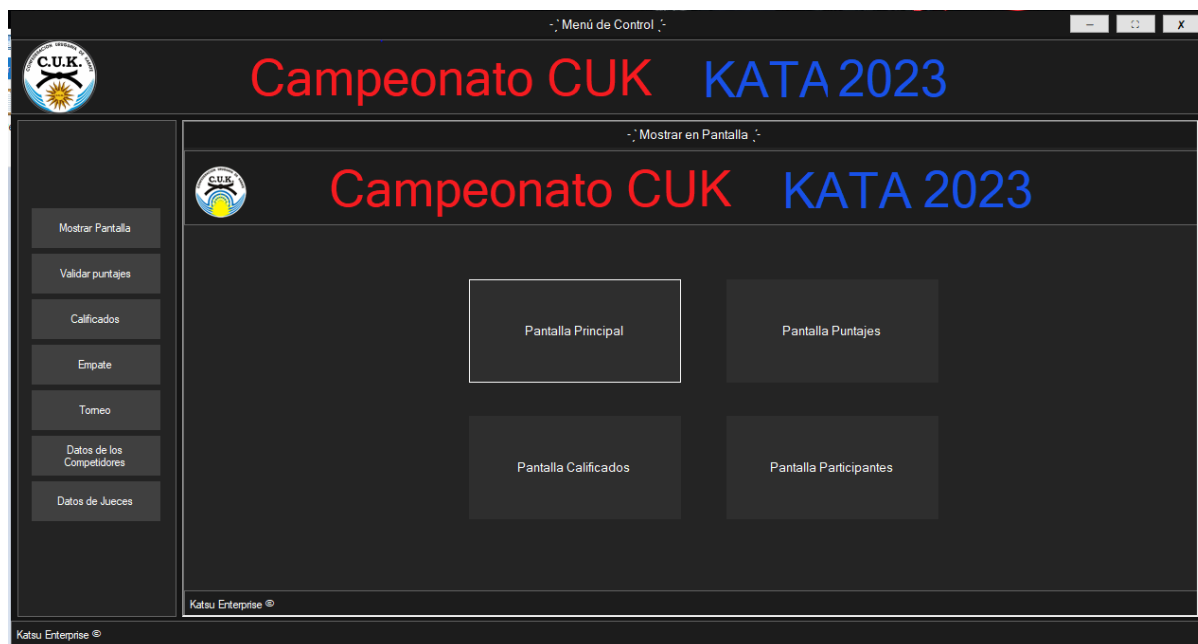 -¦ Menú de Control ¦-
C.U.K.
Campeonato CUK KATA 2023
-¦ Mostrar en Pantalla ¦-
C.U.K.
Campeonato CUK KATA 2023
Mostrar Pantalla
Validar puntajes
Calificados
Empate
Torneo
Datos de los
Competidores
Datos de Jueces
Pantalla Principal
Pantalla Puntajes
Pantalla Calificados
Pantalla Participantes
Katsu Enterprise ©
Katsu Enterprise ©